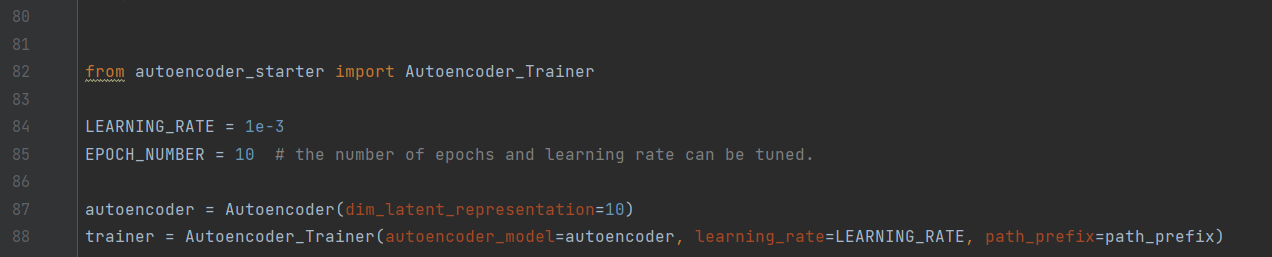 80
81
82 from autoencoder_starter import Autoencoder_Trainer
83
84 LEARNING_RATE = 1e-3
85 EPOCH_NUMBER = 10  # the number of epochs and learning rate can be tuned.
86
87 autoencoder = Autoencoder(dim_latent_representation=10)
88 trainer = Autoencoder_Trainer(autoencoder_model=autoencoder, learning_rate=LEARNING_RATE, path_prefix=path_prefix)